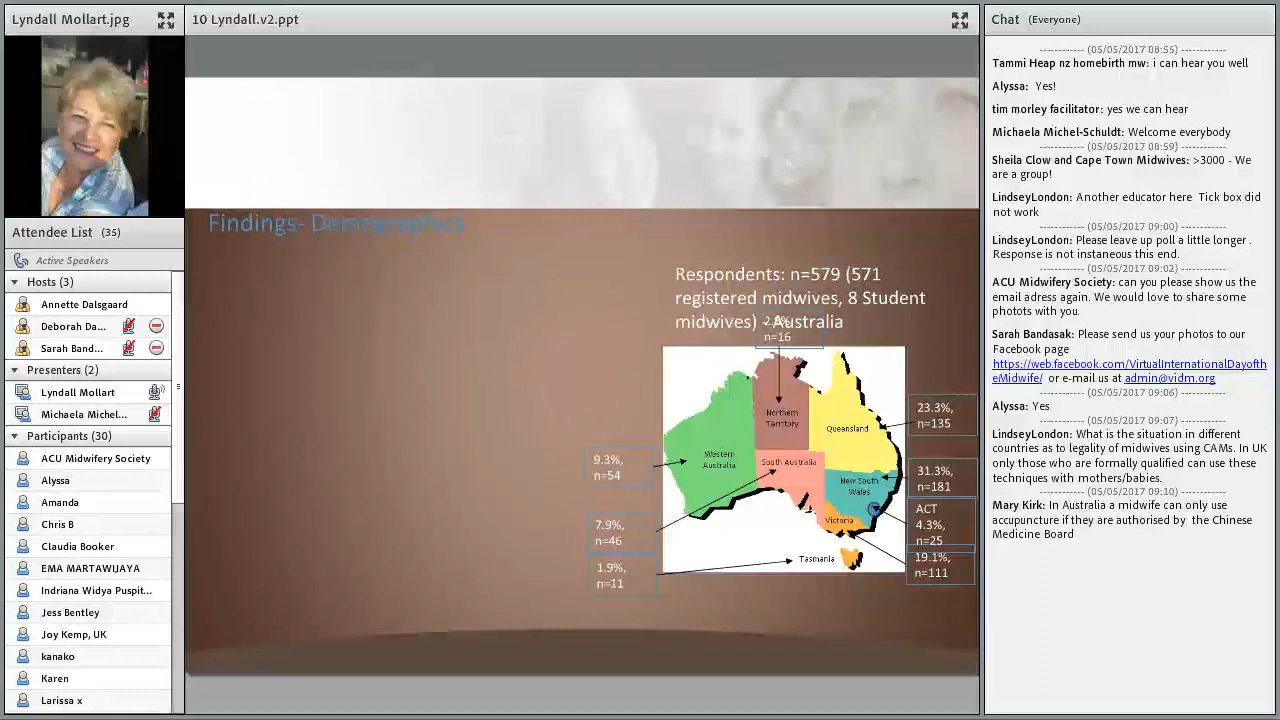 Lyndall Mollart.jpg
10 Lyndall.v2.ppt
Chat (Everyone)
Attendee List (35)
Active Speakers
Hosts (3)
Annette Dalsgaard
Deborah Da...
Sarah Band...
Presenters (2)
Lyndall Mollart
Michaela Michel...
Participants (30)
ACU Midwifery Society
Alyssa
Amanda
Chris B
Claudia Booker
EMA MARTAWIJAYA
Indriana Widya Puspit...
Jess Bentley
Joy Kemp, UK
kanako
Karen
Larissa x
Findings- Demographics
Respondents: n=579 (571
registered midwives, 8 Student
midwives) - Australia
n=16
Northern
Territory
Queensland
23.3%,
n=135
Western
Australia
South Australia
9.3%,
n=54
New South
Wales
31.3%,
n=181
ACT
4.3%,
n=25
Victoria
7.9%,
n=46
19.1%,
n=111
Tasmania
1.9%,
n=11
------------ (05/05/2017 08:55) ------------
Tammi Heap nz homebirth mw: i can hear you well
Alyssa: Yes!
tim morley facilitator: yes we can hear
Michaela Michel-Schuldt: Welcome everybody
------------ (05/05/2017 08:59) ------------
Sheila Clow and Cape Town Midwives: >3000 - We
are a group!
LindseyLondon: Another educator here Tick box did
not work
------------ (05/05/2017 09:00) ------------
LindseyLondon: Please leave up poll a little longer .
Response is not instaneous this end.
------------ (05/05/2017 09:02) ------------
ACU Midwifery Society: can you please show us the
email adress again. We would love to share some
photots with you.
Sarah Bandasak: Please send us your photos to our
Facebook page
https://web.facebook.com/VirtualInternationalDayofth
eMidwife/ or e-mail us at admin@vidm.org
------------ (05/05/2017 09:06) ------------
Alyssa: Yes
------------ (05/05/2017 09:07) ------------
LindseyLondon: What is the situation in different
countries as to legality of midwives using CAMs. In UK
only those who are formally qualified can use these
techniques with mothers/babies.
------------ (05/05/2017 09:10) ------------
Mary Kirk: In Australia a midwife can only use
accupuncture if they are authorised by the Chinese
Medicine Board